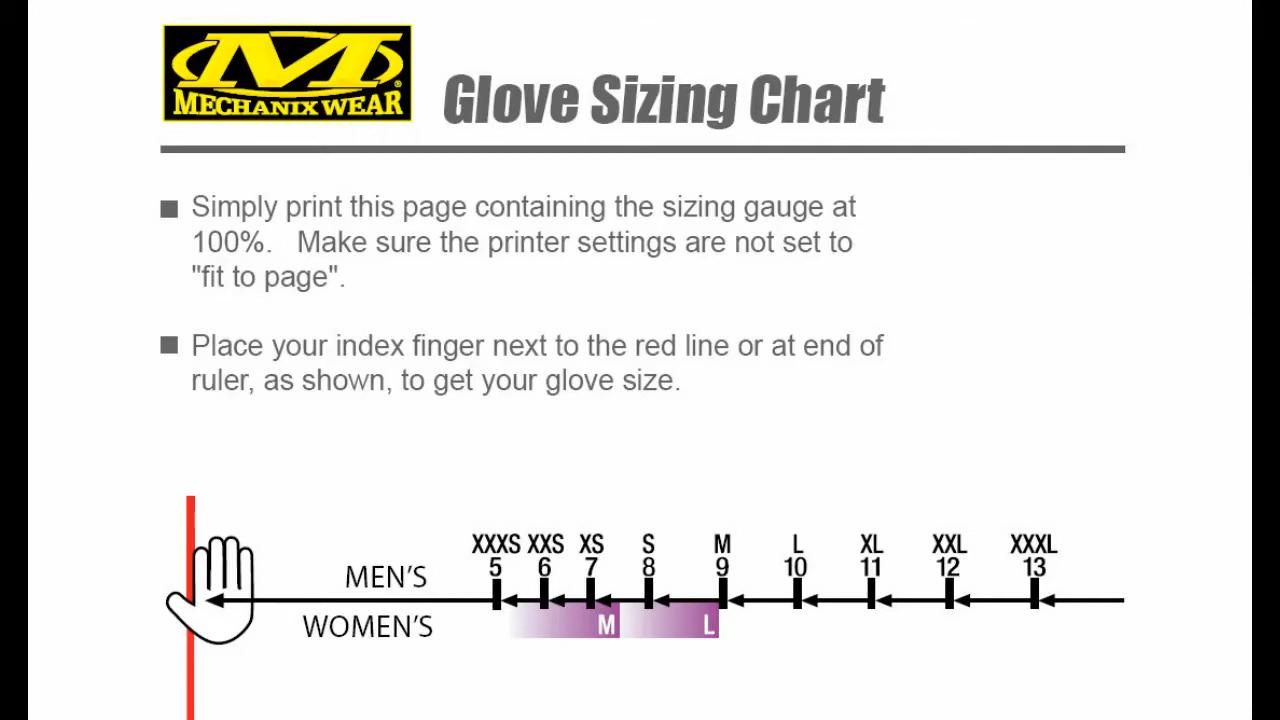 M
MECHANIX WEAR®
Glove Sizing Chart
Simply print this page containing the sizing gauge at
100%. Make sure the printer settings are not set to
"fit to page".
Place your index finger next to the red line or at end of
ruler, as shown, to get your glove size.
XXXS XXS XS S M L XL XXL XXXL
5 6 7 8 9 10 11 12 13
MEN'S
WOMEN'S M L